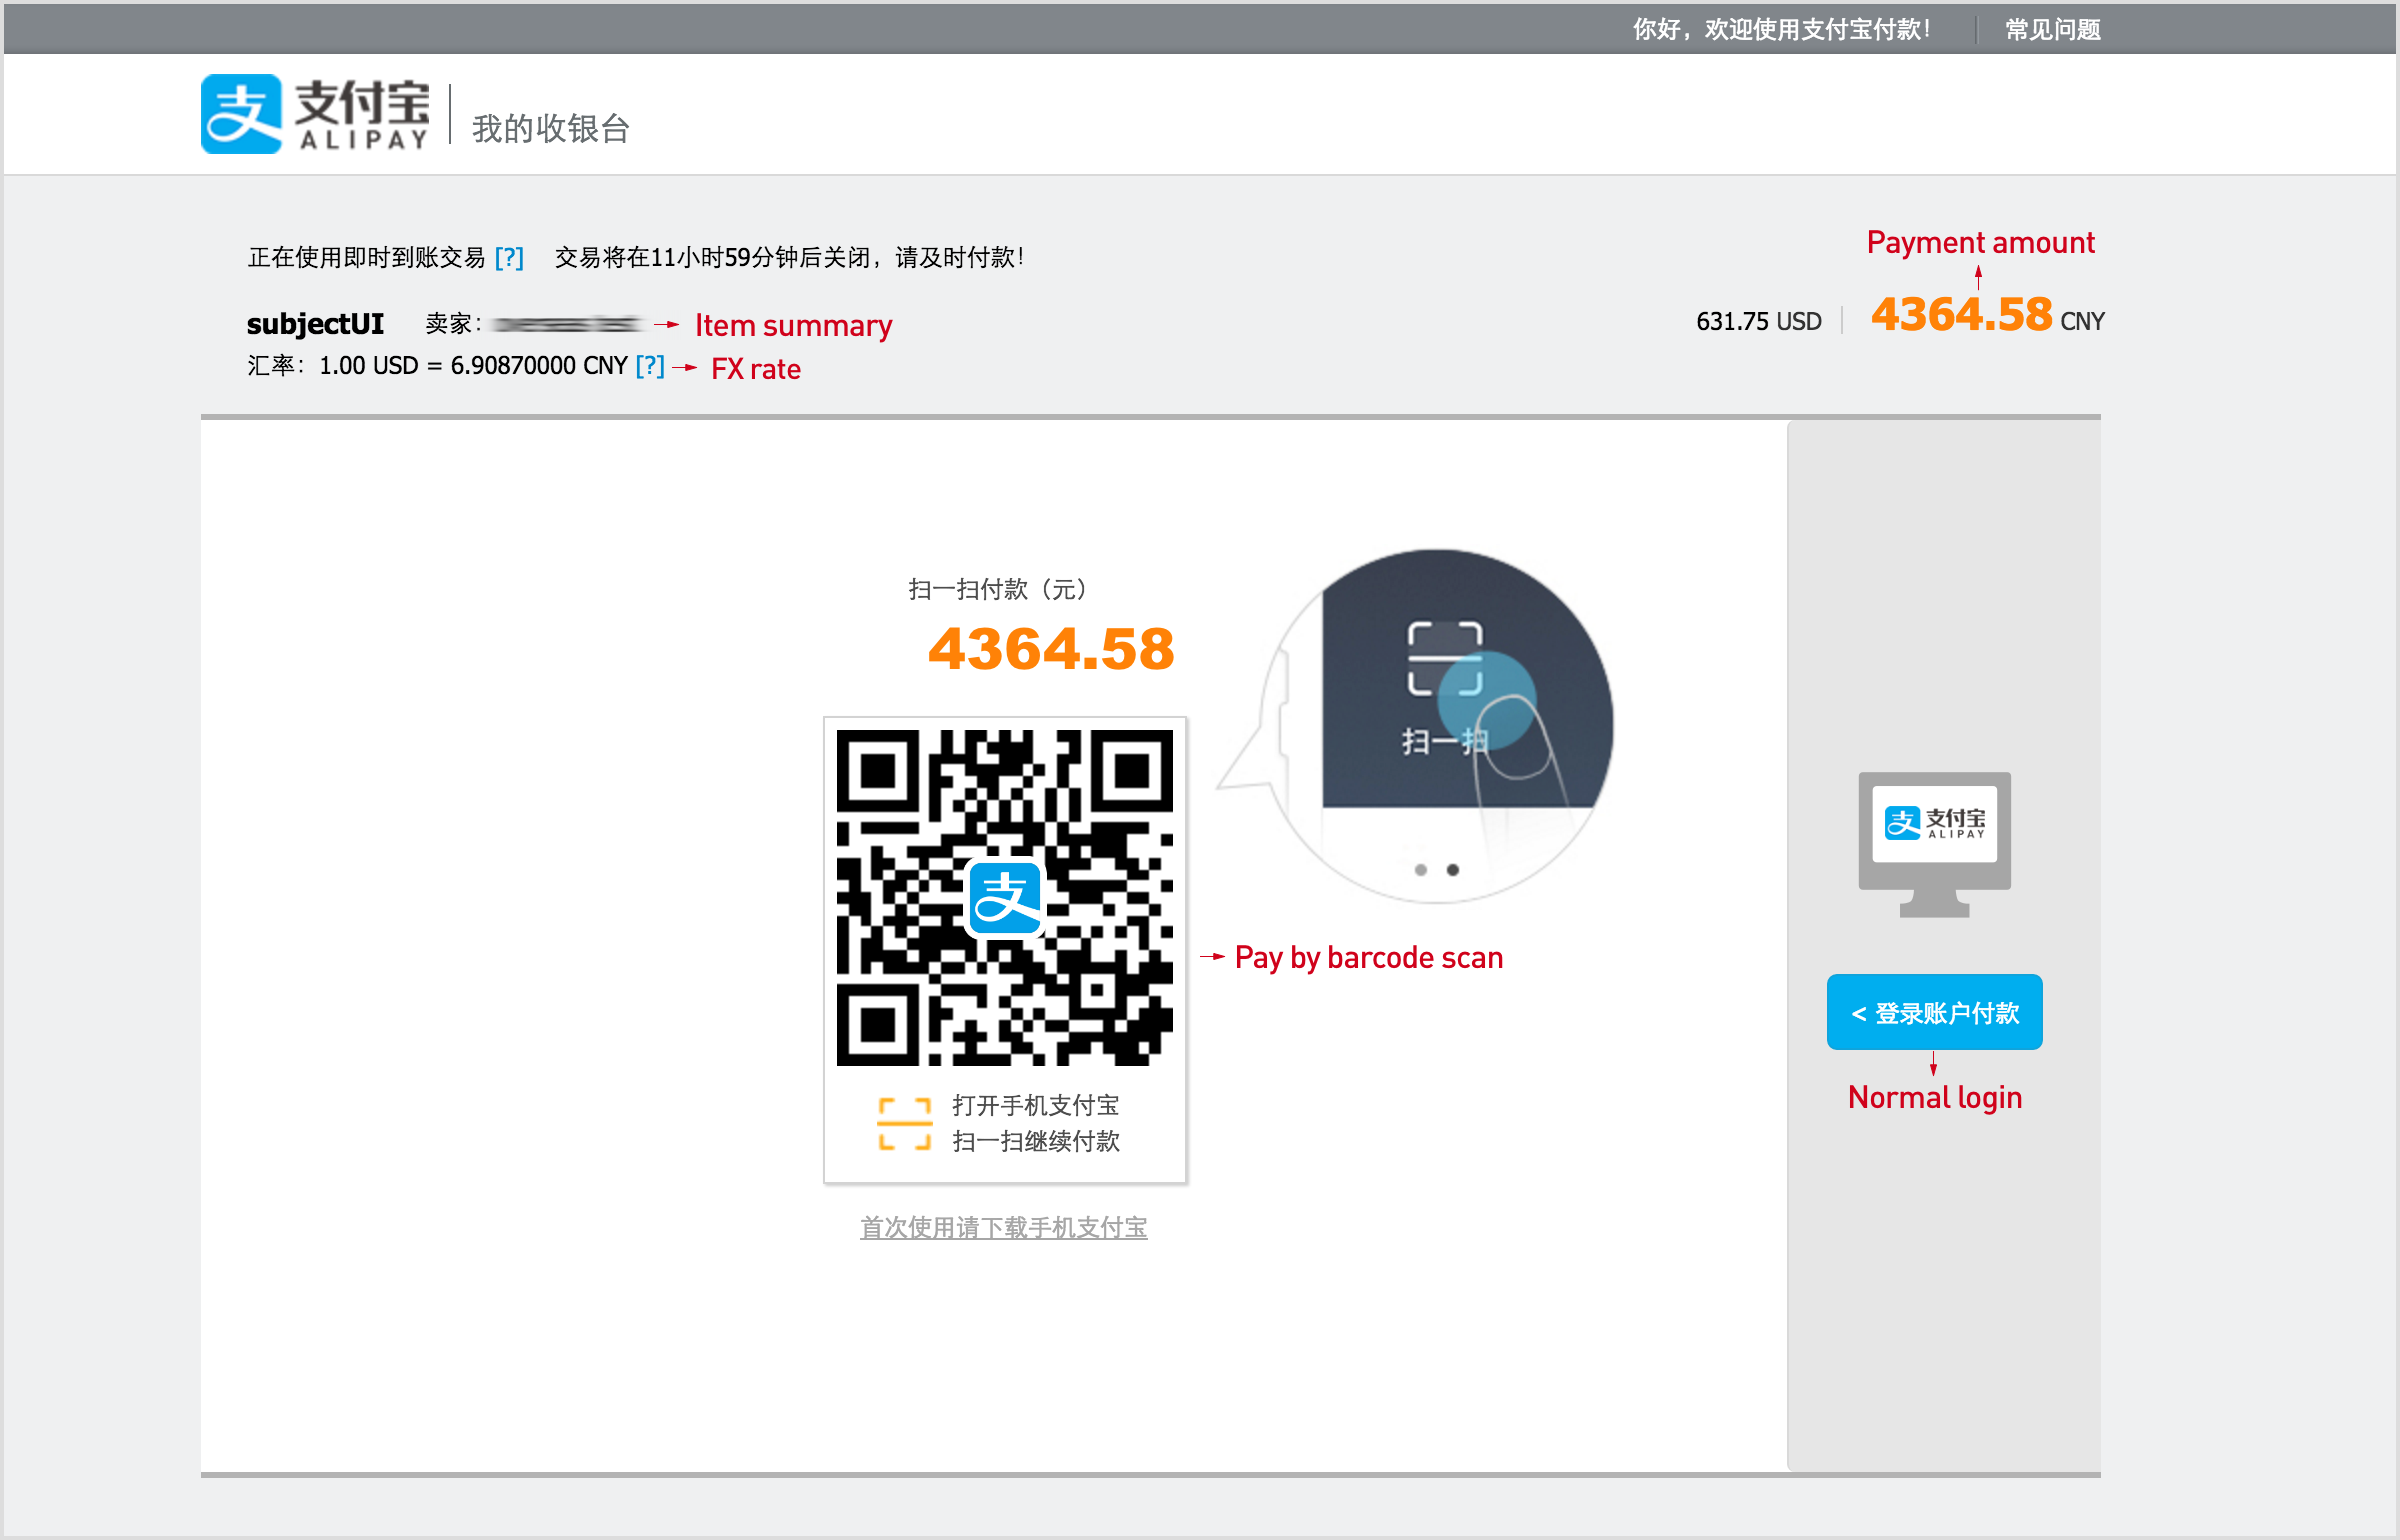 你好，欢迎使用支付宝付款！ 常见问题
支 支付宝 ALIPAY 我的收银台
正在使用即时到账交易 [?] 交易将在11小时59分钟后关闭，请及时付款！
Payment amount
subjectUI 卖家： Item summary
631.75 USD 4364.58 CNY
汇率：1.00 USD = 6.90870000 CNY [?] FX rate
扫一扫付款（元）
4364.58
扫一扫
支
支 支付宝
ALIPAY
Pay by barcode scan
< 登录账户付款
Normal login
打开手机支付宝
扫一扫继续付款
首次使用请下载手机支付宝